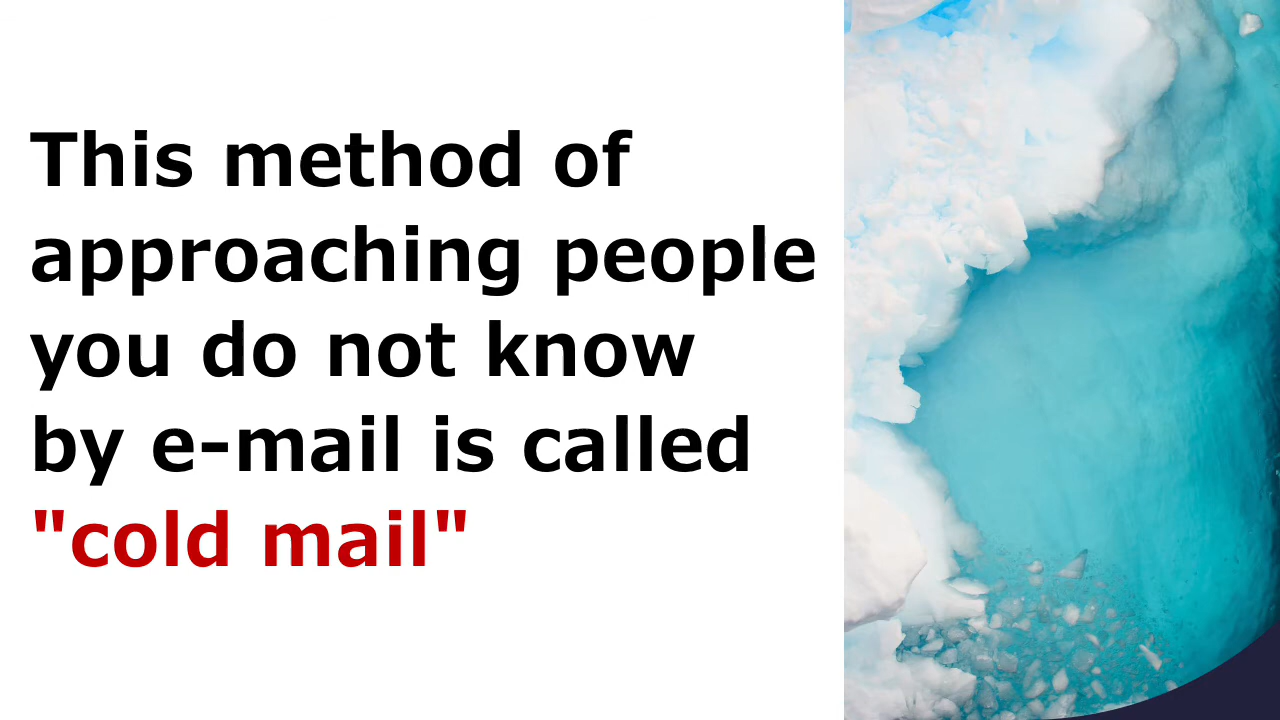 This method of
approaching people
you do not know
by e-mail is called
"cold mail"